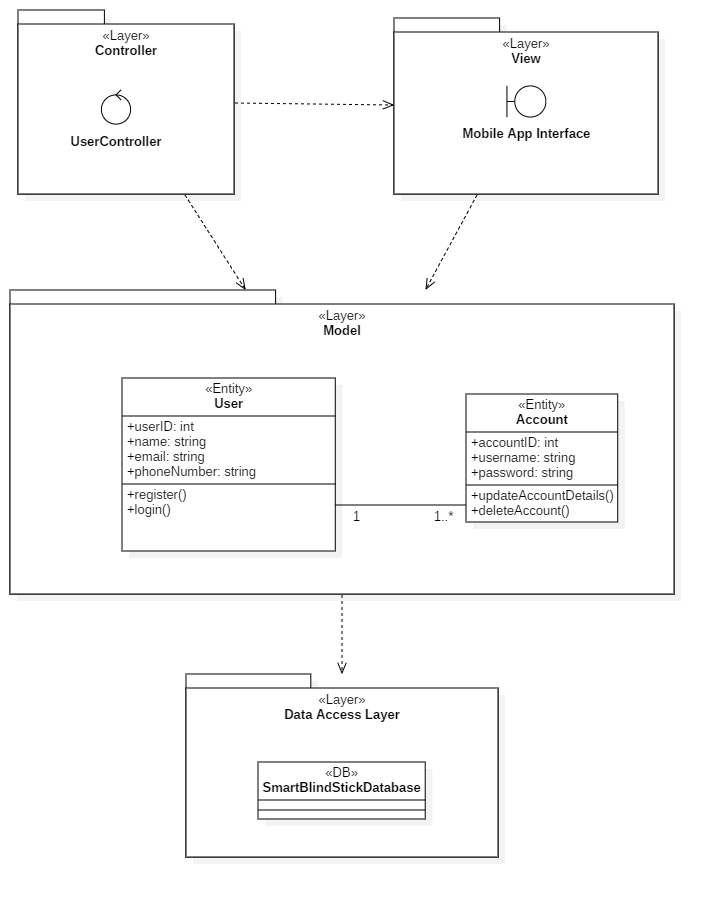 «Layer»
Controller
UserController
«Layer»
View
Mobile App Interface
«Layer»
Model
«Entity»
User
+userID: int
+name: string
+email: string
+phoneNumber: string
+register()
+login()
1
1..*
«Entity»
Account
+accountID: int
+username: string
+password: string
+updateAccountDetails()
+deleteAccount()
«Layer»
Data Access Layer
«DB»
SmartBlindStickDatabase